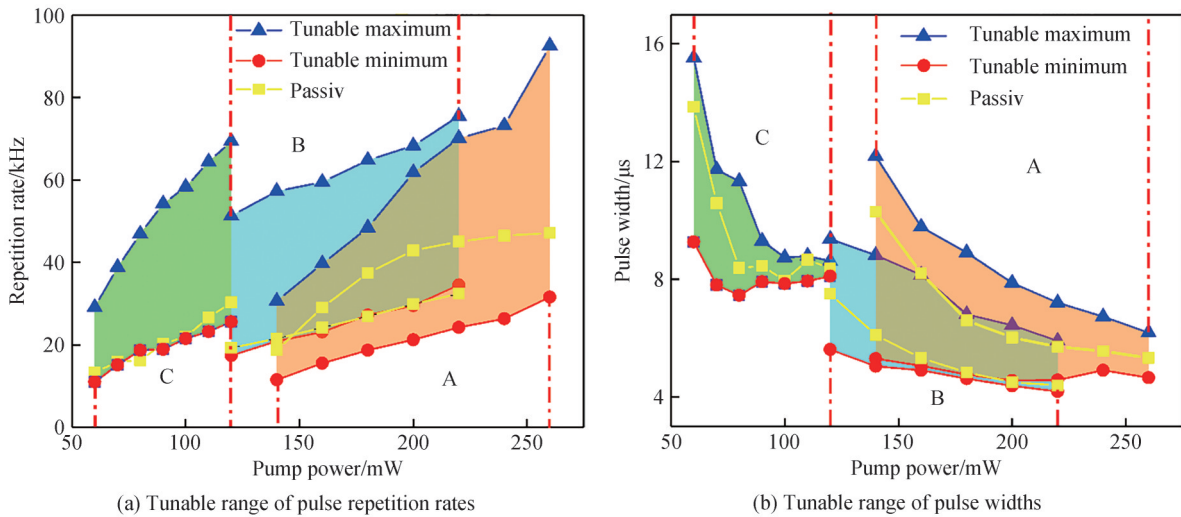 100
80
60
40
20
0
50
100
150
200
250
Repetition rate/kHz
Pump power/mW
Tunable maximum
Tunable minimum
Passiv
B
C
A
(a) Tunable range of pulse repetition rates
16
12
8
4
50
100
150
200
250
Pulse width/μs
Pump power/mW
Tunable maximum
Tunable minimum
Passiv
C
A
B
(b) Tunable range of pulse widths